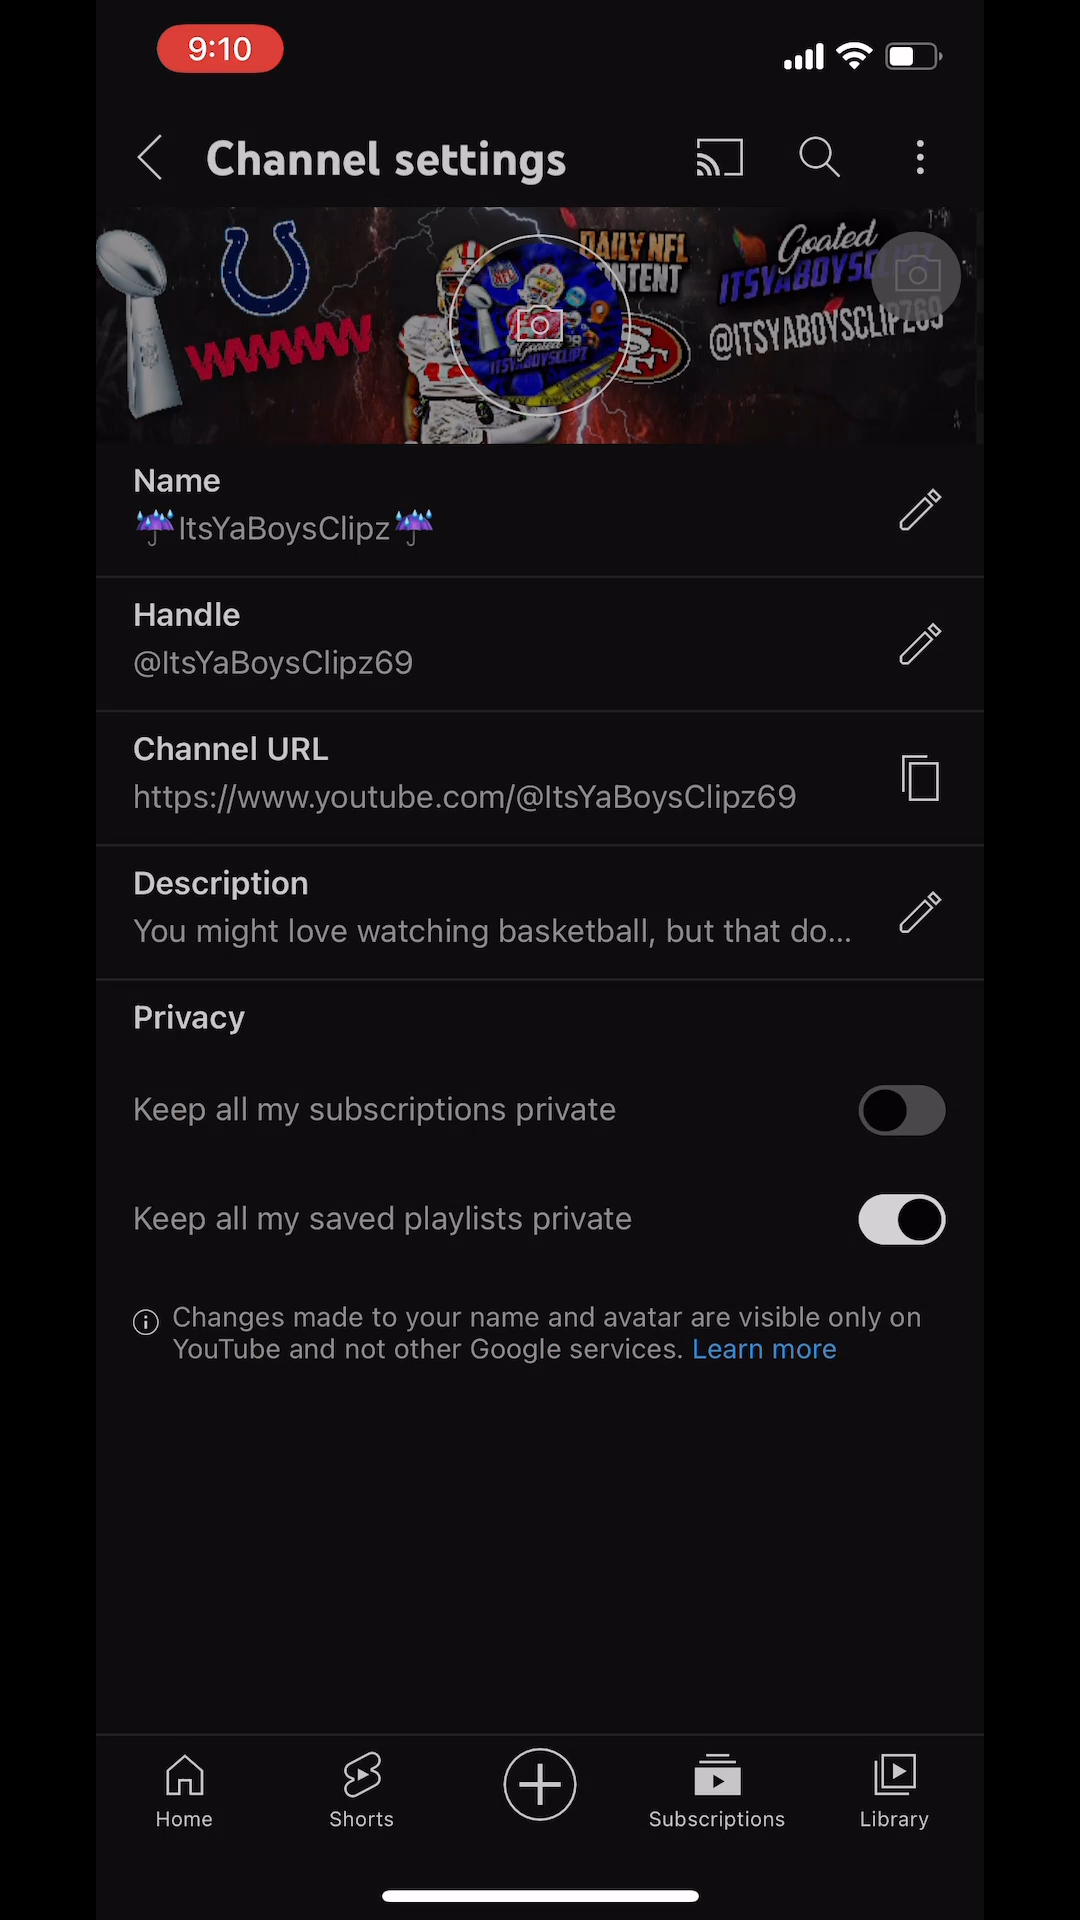 9:10
Channel settings
DAILY NFL
Goated
WWWW
@ITSYABOYSCLIPZ69
Name
☔ItsYaBoysClipz☔
Handle
@ItsYaBoysClipz69
Channel URL
https://www.youtube.com/@ItsYaBoysClipz69
Description
You might love watching basketball, but that do...
Privacy
Keep all my subscriptions private
Keep all my saved playlists private
Changes made to your name and avatar are visible only on
YouTube and not other Google services. Learn more
Home
Shorts
Subscriptions
Library